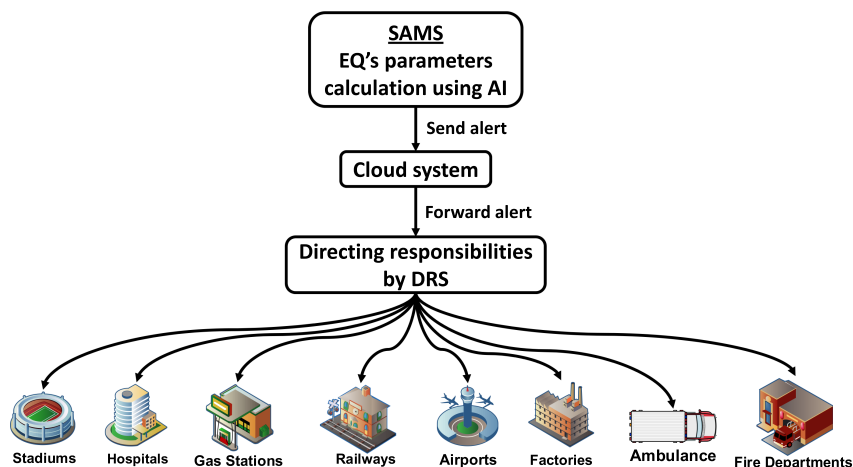 SAMS
EQ's parameters
calculation using AI
Send alert
Cloud system
Forward alert
Directing responsibilities
by DRS
Stadiums
Hospitals
Gas Stations
Railways
Airports
Factories
Ambulance
Fire Departments